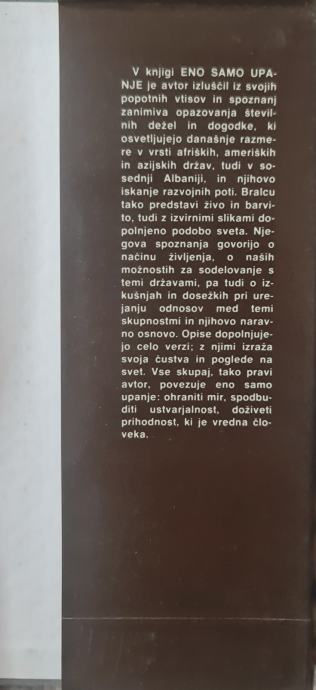 V knjigi ENO SAMO UPA-
NJE je avtor izluščil iz svojih
popotnih vtisov in spoznanj
zanimiva opazovanja števil-
nih dežel in dogodke, ki
osvetljujejo današnje razme-
re v vrsti afriških, ameriških
in azijskih držav, tudi v so-
sednji Albaniji, in njihovo
iskanje razvojnih poti. Bralcu
tako predstavi živo in barvi-
to, tudi z izvirnimi slikami do-
polnjeno podobo sveta. Nje-
gova spoznanja govorijo o
načinu življenja, o naših
možnostih za sodelovanje s
temi državami, pa tudi o iz-
kušnjah in dosežkih pri ure-
janju odnosov med temi
skupnostmi in njihovo narav-
no osnovo. Opise dopolnjuje-
jo celo verzi; z njimi izraža
svoja čustva in poglede na
svet. Vse skupaj, tako pravi
avtor, povezuje eno samo
upanje: ohraniti mir, spodbu-
diti ustvarjalnost, doživeti
prihodnost, ki je vredna člo-
veka.